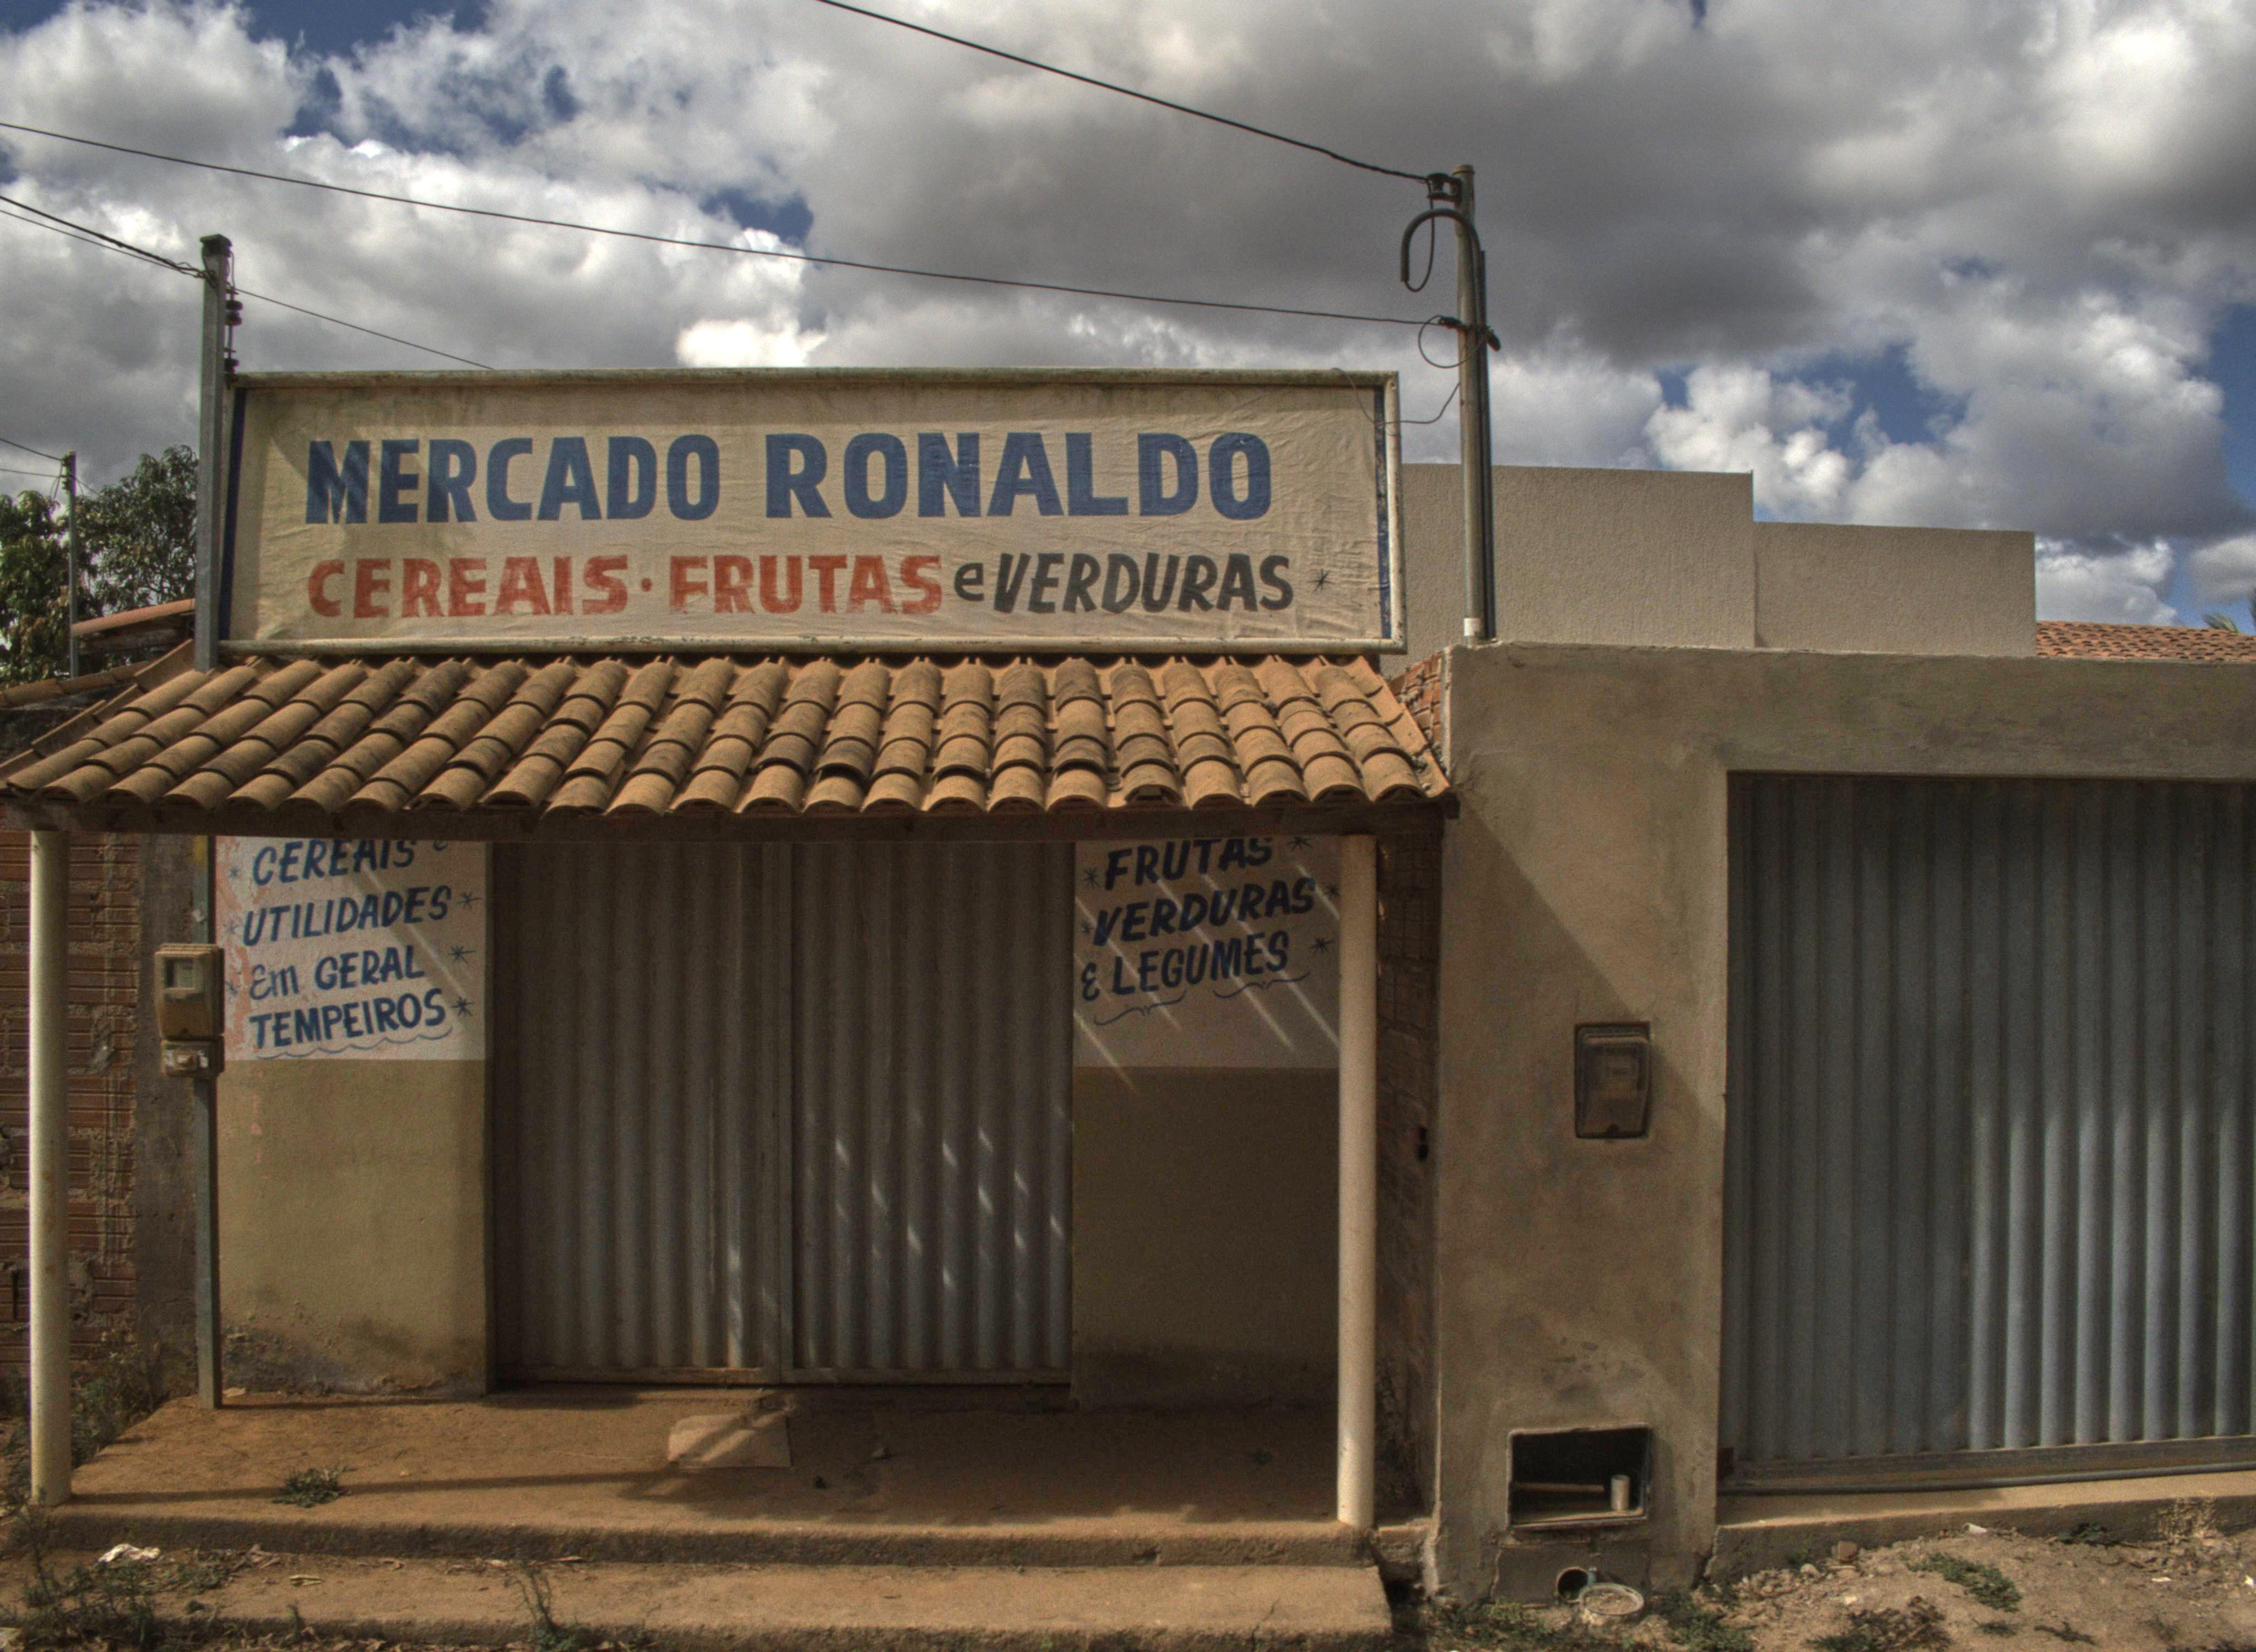 MERCADO RONALDO
CEREAIS · FRUTAS e VERDURAS *
* CEREAIS e
* UTILIDADES *
* Em GERAL *
TEMPEIROS *
* FRUTAS *
* VERDURAS *
E LEGUMES *